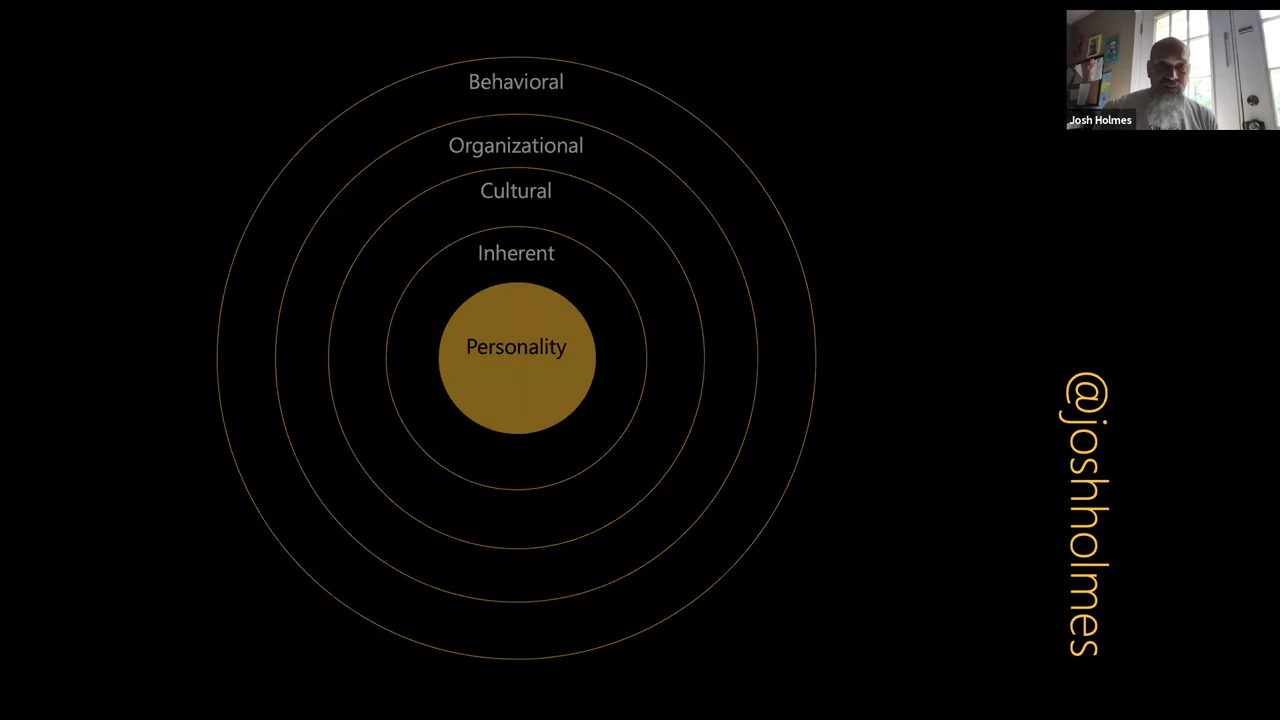 Behavioral
Organizational
Cultural
Inherent
Personality
Josh Holmes
@joshholmes